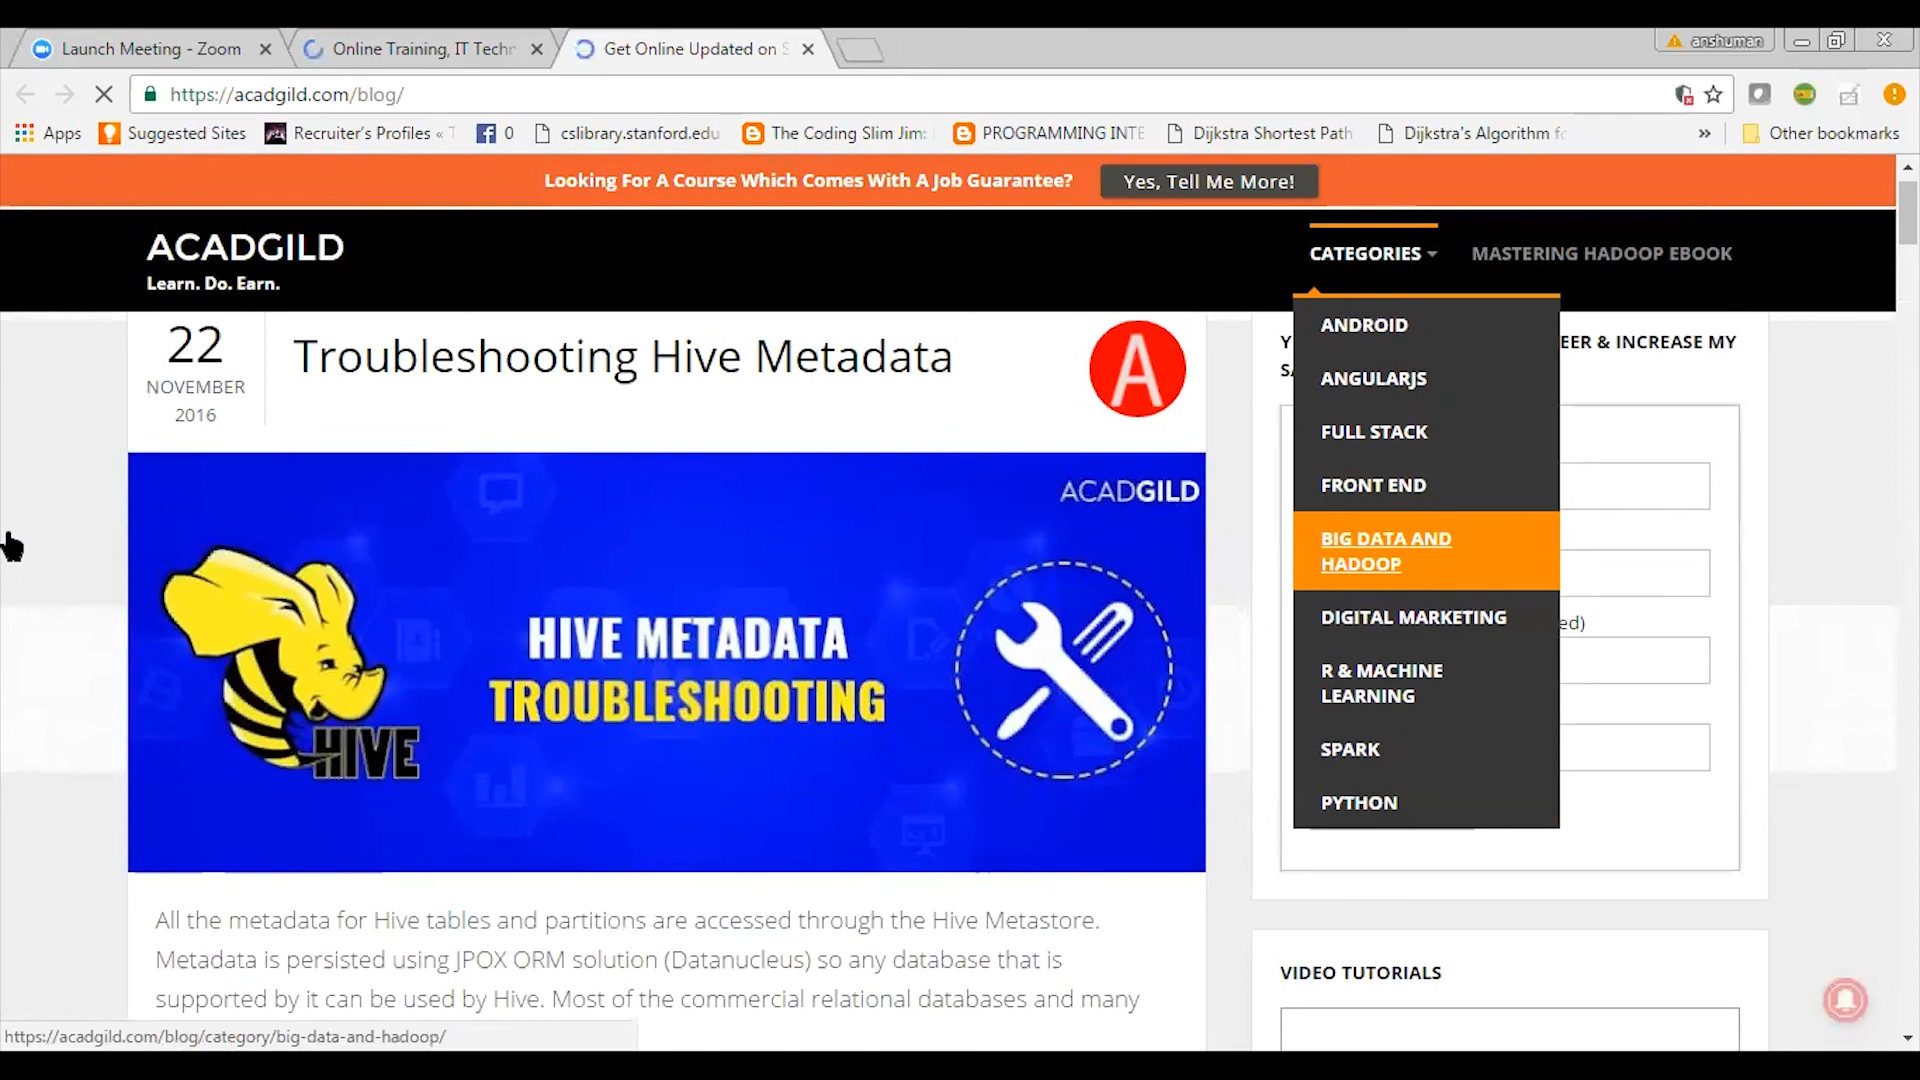 Launch Meeting - Zoom
Online Training, IT Techn
Get Online Updated on S
anshuman
https://acadgild.com/blog/
Apps
Suggested Sites
Recruiter's Profiles « T
0
cslibrary.stanford.edu
The Coding Slim Jim:
PROGRAMMING INTE
Dijkstra Shortest Path
Dijkstra's Algorithm fo
»
Other bookmarks
Looking For A Course Which Comes With A Job Guarantee?
Yes, Tell Me More!
ACADGILD
Learn. Do. Earn.
CATEGORIES
MASTERING HADOOP EBOOK
22
NOVEMBER
2016
Troubleshooting Hive Metadata
A
ACADGILD
HIVE METADATA
TROUBLESHOOTING
HIVE
ANDROID
ANGULARJS
FULL STACK
FRONT END
BIG DATA AND
HADOOP
DIGITAL MARKETING
R & MACHINE
LEARNING
SPARK
PYTHON
EER & INCREASE MY
ed)
All the metadata for Hive tables and partitions are accessed through the Hive Metastore.
Metadata is persisted using JPOX ORM solution (Datanucleus) so any database that is
supported by it can be used by Hive. Most of the commercial relational databases and many
VIDEO TUTORIALS
https://acadgild.com/blog/category/big-data-and-hadoop/